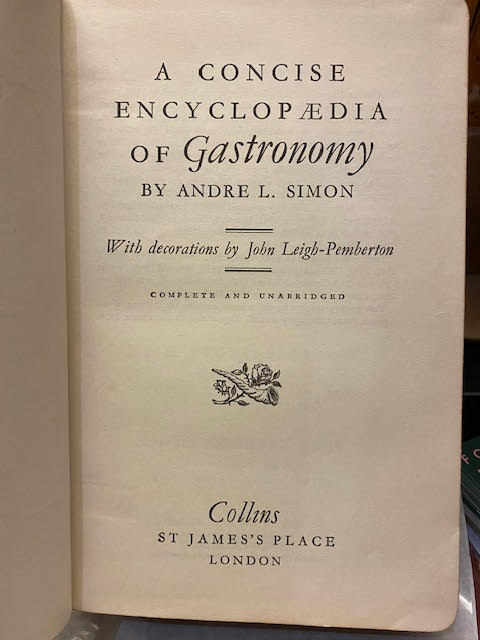 A CONCISE
ENCYCLOPÆDIA
OF Gastronomy
BY ANDRE L. SIMON
With decorations by John Leigh-Pemberton
COMPLETE AND UNABRIDGED
Collins
ST JAMES'S PLACE
LONDON